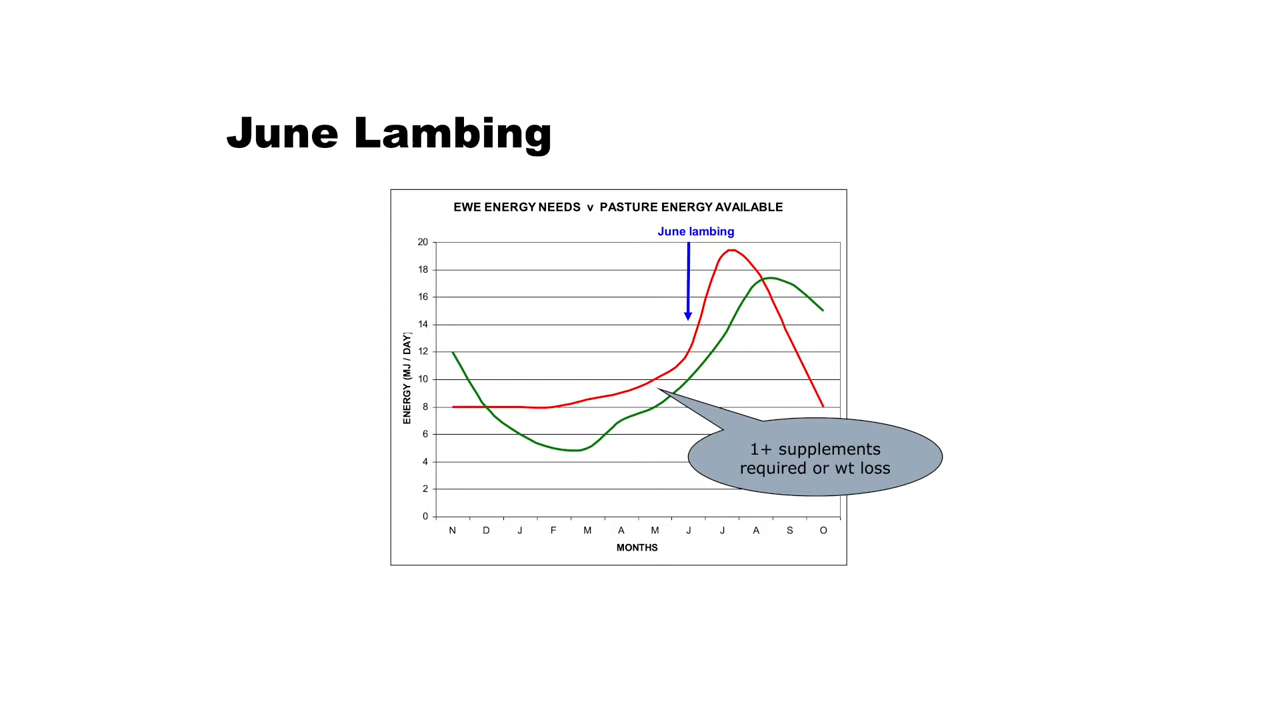 June Lambing
EWE ENERGY NEEDS v PASTURE ENERGY AVAILABLE
June lambing
20
18
16
14
12
10
8
6
4
2
0
ENERGY (MJ / DAY)
1+ supplements
required or wt loss
N D J F M A M J J A S O
MONTHS